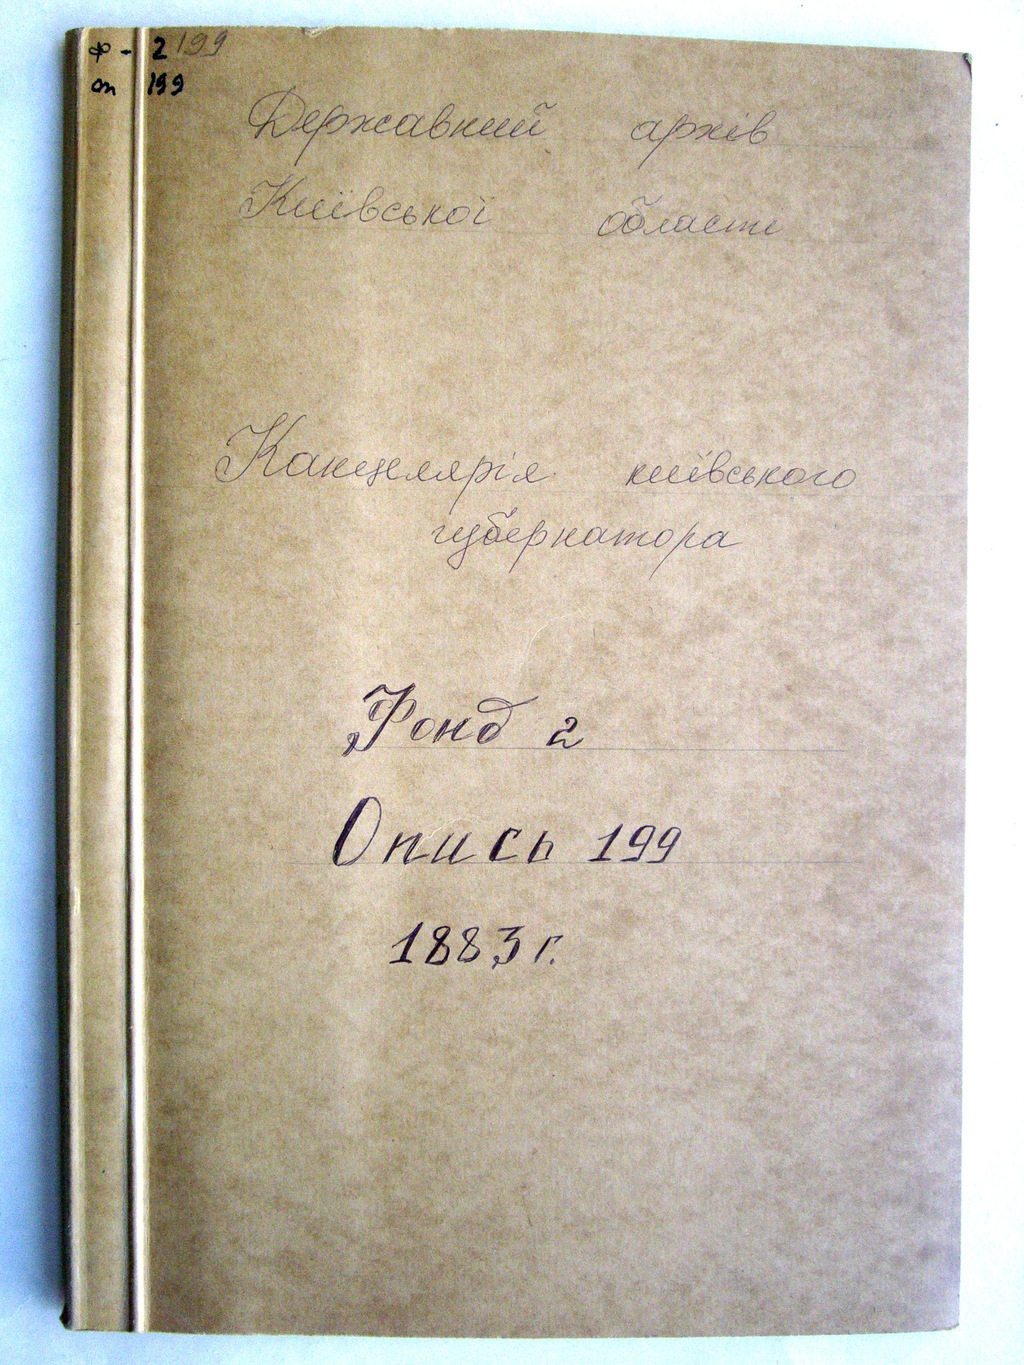 ф - 2 199
оп 199
Державний архів
Київської області
Канцелярія київського
губернатора
Фонд 2
Опись 199
1883 г.